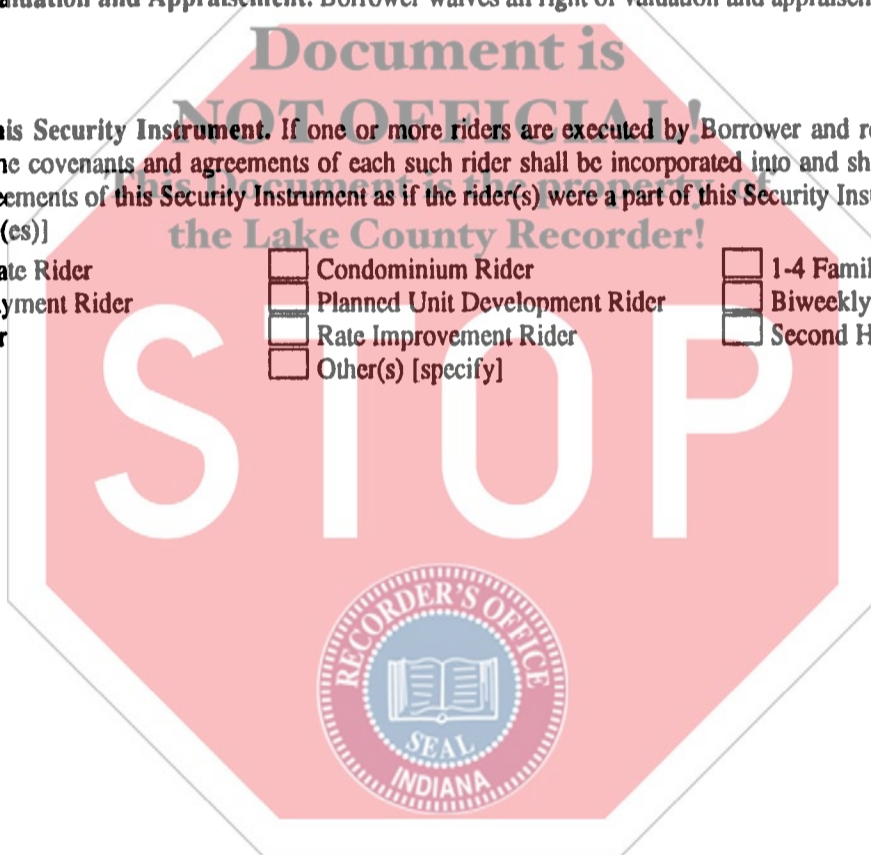 Valuation and Appraisement. Borrower waives all right of valuation and appraisem
Document is
NOT OFFICIAL!
his Security Instrument. If one or more riders are executed by Borrower and re
he covenants and agreements of each such rider shall be incorporated into and sh
This Document is the property of
eements of this Security Instrument as if the rider(s) were a part of this Security Ins
(es)]
the Lake County Recorder!
ate Rider
Condominium Rider
1-4 Famil
yment Rider
Planned Unit Development Rider
Biweekly
r
Rate Improvement Rider
Second H
Other(s) [specify]
STOP
RECORDER'S OFFICE
SEAL
INDIANA